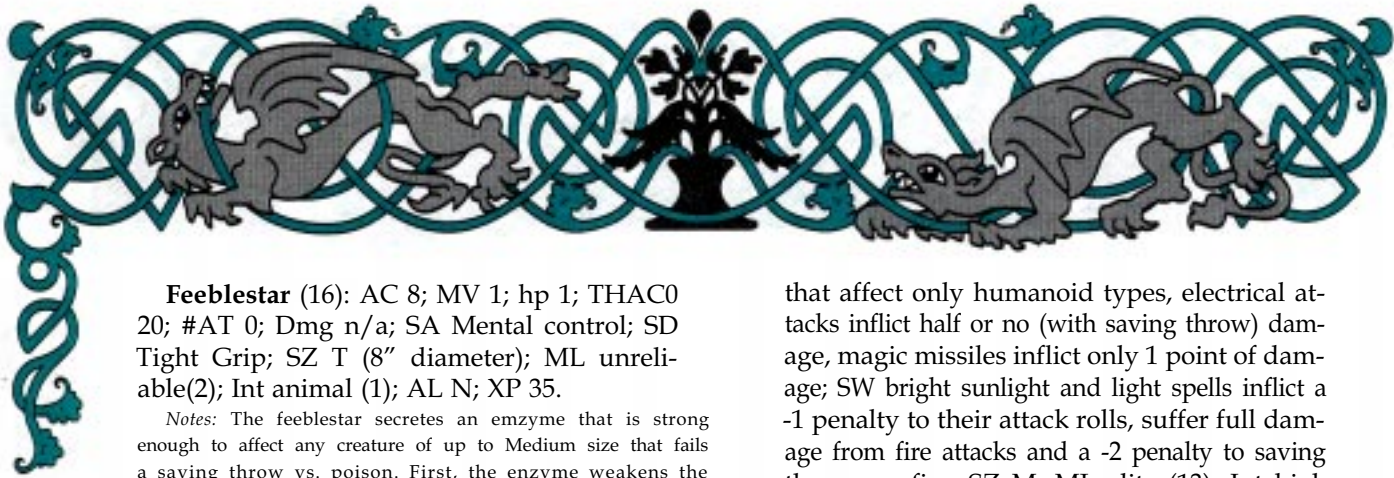 Feeblestar (16): AC 8; MV 1; hp 1; THAC0
20; #AT 0; Dmg n/a; SA Mental control; SD
Tight Grip; SZ T (8″ diameter); ML unreli-
able(2); Int animal (1); AL N; XP 35.
Notes: The feeblestar secretes an emzyme that is strong
enough to affect any creature of up to Medium size that fails
a saving throw vs. poison. First, the enzyme weakens the
that affect only humanoid types, electrical at-
tacks inflict half or no (with saving throw) dam-
age, magic missiles inflict only 1 point of dam-
age; SW bright sunlight and light spells inflict a
-1 penalty to their attack rolls, suffer full dam-
age from fire attacks and a -2 penalty to saving